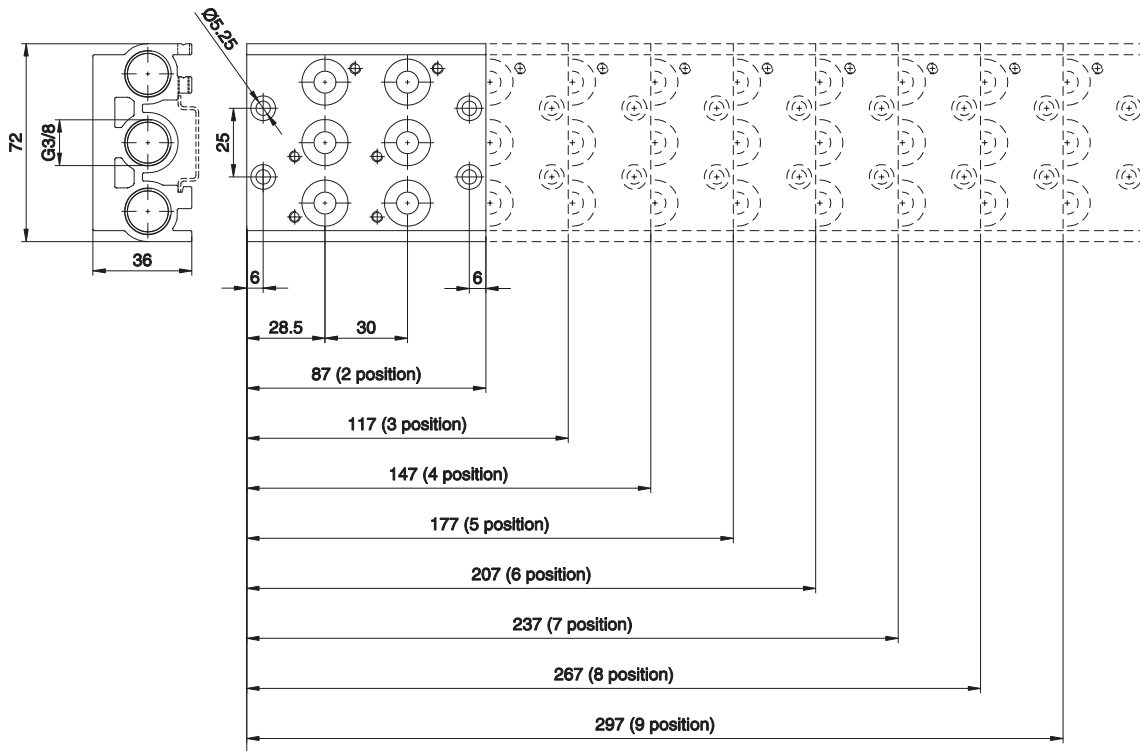 Ø5.25
72
G3/8
25
36
6
6
28.5
30
87 (2 position)
117 (3 position)
147 (4 position)
177 (5 position)
207 (6 position)
237 (7 position)
267 (8 position)
297 (9 position)